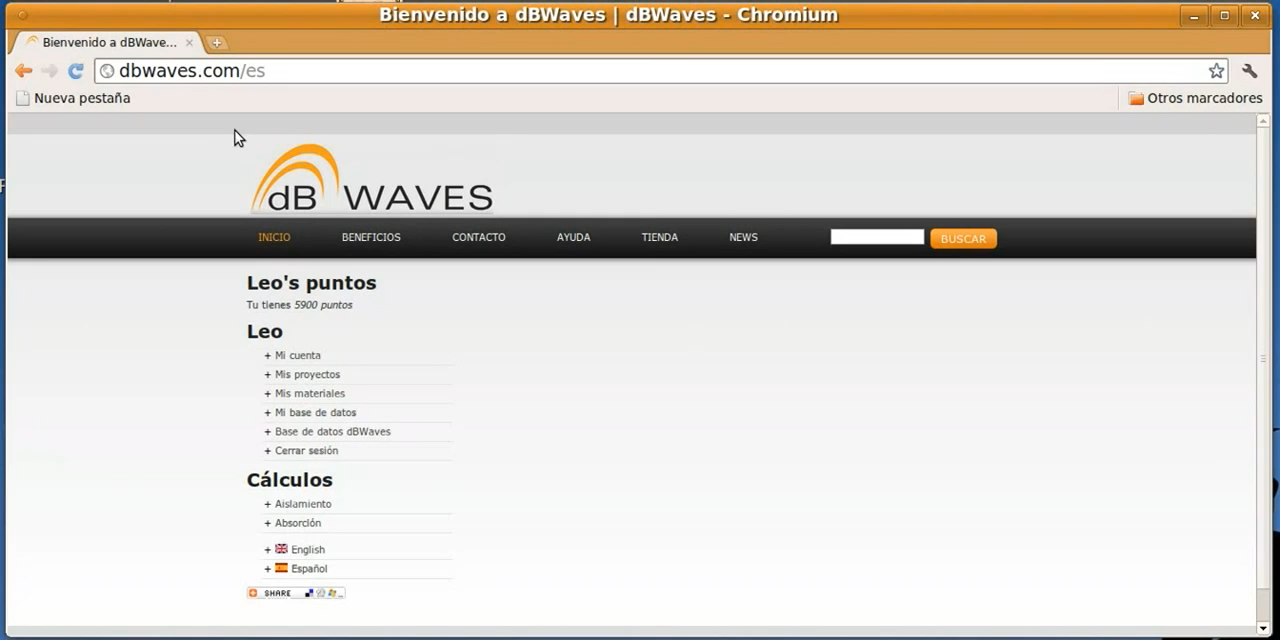 Bienvenido a dBWaves | dBWaves - Chromium
Bienvenido a dBWave...
dbwaves.com/es
Nueva pestaña
Otros marcadores
dB WAVES
INICIO BENEFICIOS CONTACTO AYUDA TIENDA NEWS BUSCAR
Leo's puntos
Tu tienes 5900 puntos
Leo
+ Mi cuenta
+ Mis proyectos
+ Mis materiales
+ Mi base de datos
+ Base de datos dBWaves
+ Cerrar sesión
Cálculos
+ Aislamiento
+ Absorción
+ English
+ Español
SHARE